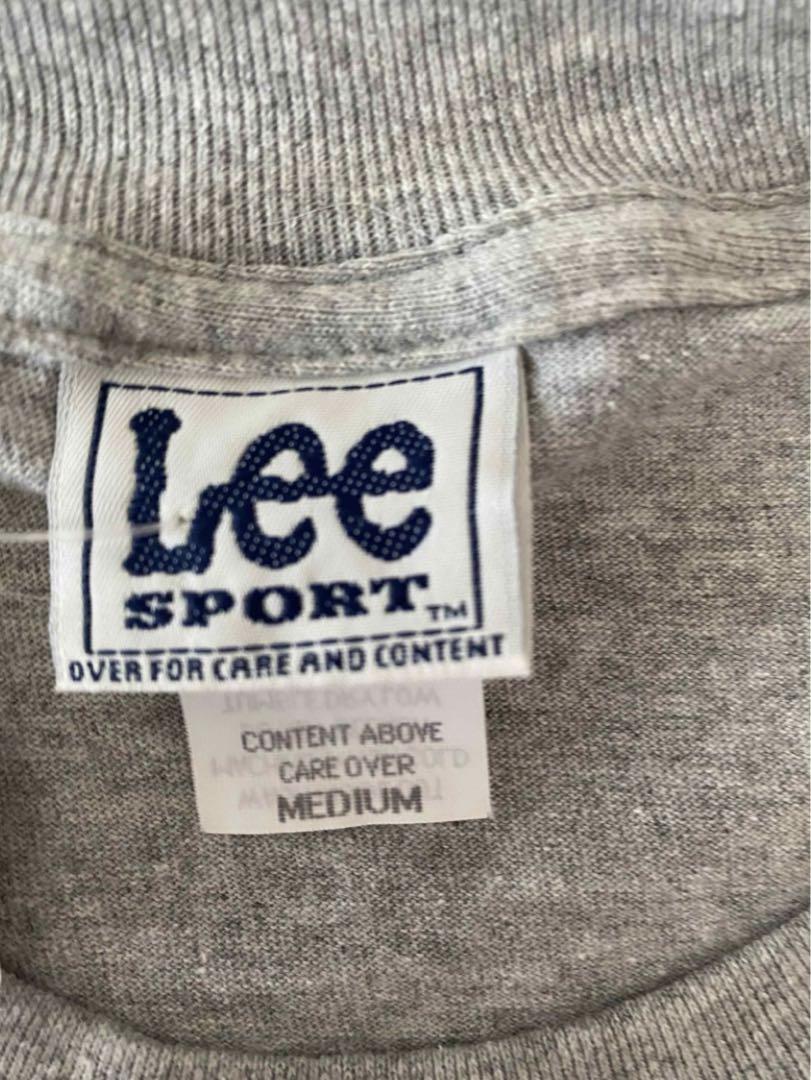 Lee
SPORT™
OVER FOR CARE AND CONTENT
CONTENT ABOVE
CARE OVER
MEDIUM